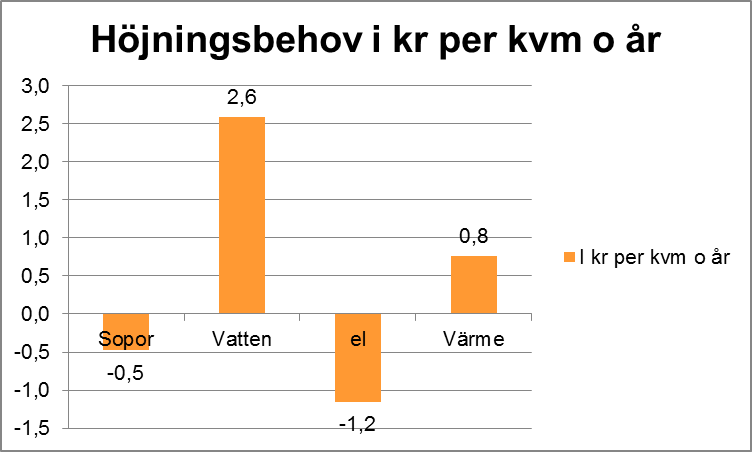 Höjningsbehov i kr per kvm o år
3,0
2,5
2,0
1,5
1,0
0,5
0,0
-0,5
-1,0
-1,5
-0,5
2,6
-1,2
0,8
Sopor
Vatten
el
Värme
I kr per kvm o år